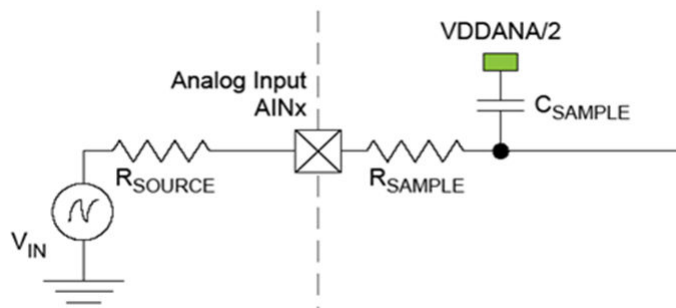 VDDANA/2
Analog Input
AINx
CSAMPLE
RSOURCE
RSAMPLE
VIN